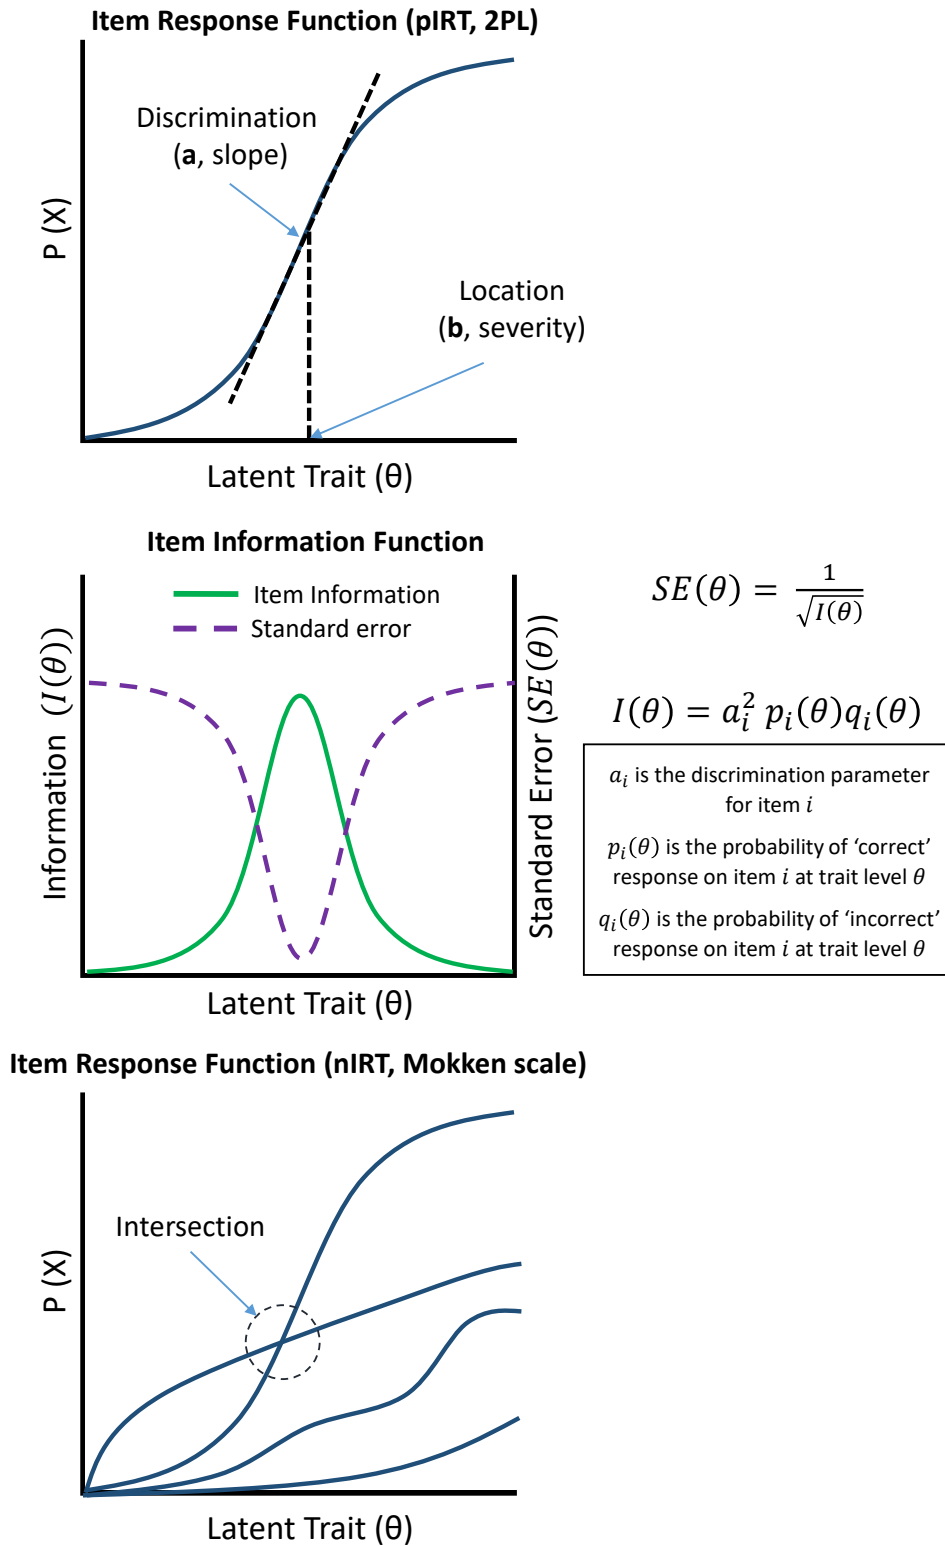 Item Response Function (pIRT, 2PL)
Discrimination
(a, slope)
P (X)
Location
(b, severity)
Latent Trait (θ)
Item Information Function
Item Information
Standard error
Information (I(θ))
Standard Error (SE(θ))
Latent Trait (θ)
SE(θ) = 1/√I(θ)
I(θ) = a_i^2 p_i(θ)q_i(θ)
a_i is the discrimination parameter
for item i
p_i(θ) is the probability of ‘correct’
response on item i at trait level θ
q_i(θ) is the probability of ‘incorrect’
response on item i at trait level θ
Item Response Function (nIRT, Mokken scale)
Intersection
P (X)
Latent Trait (θ)